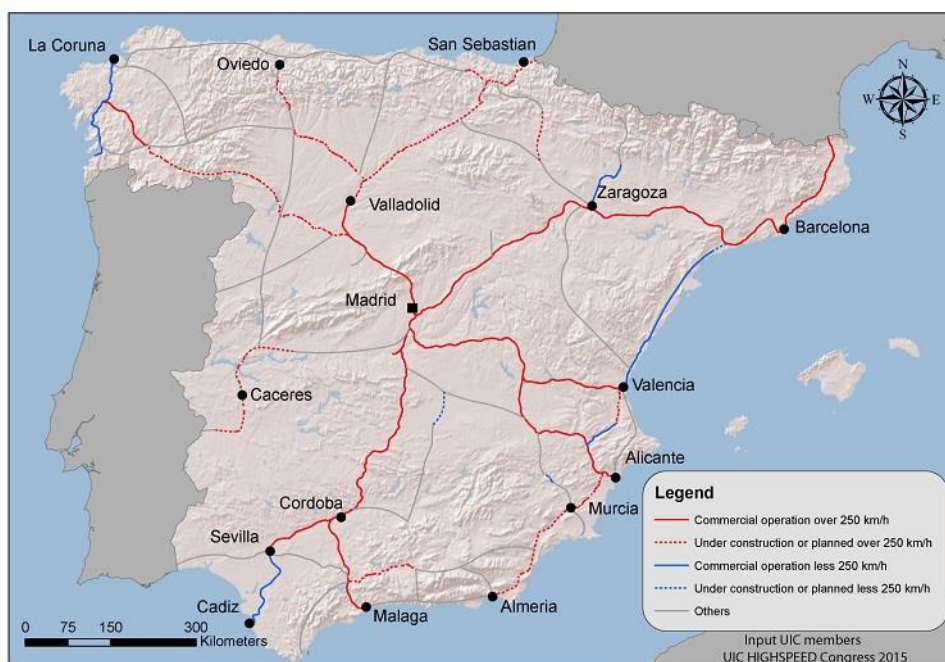 La Coruna
Oviedo
San Sebastian
N
W E
S
Valladolid
Zaragoza
Barcelona
Madrid
Caceres
Valencia
Alicante
Cordoba
Murcia
Sevilla
Cadiz
Malaga
Almeria
Legend
Commercial operation over 250 km/h
Under construction or planned over 250 km/h
Commercial operation less 250 km/h
Under construction or planned less 250 km/h
Others
0 75 150 300
Kilometers
Input UIC members
UIC HIGHSPEED Congress 2015